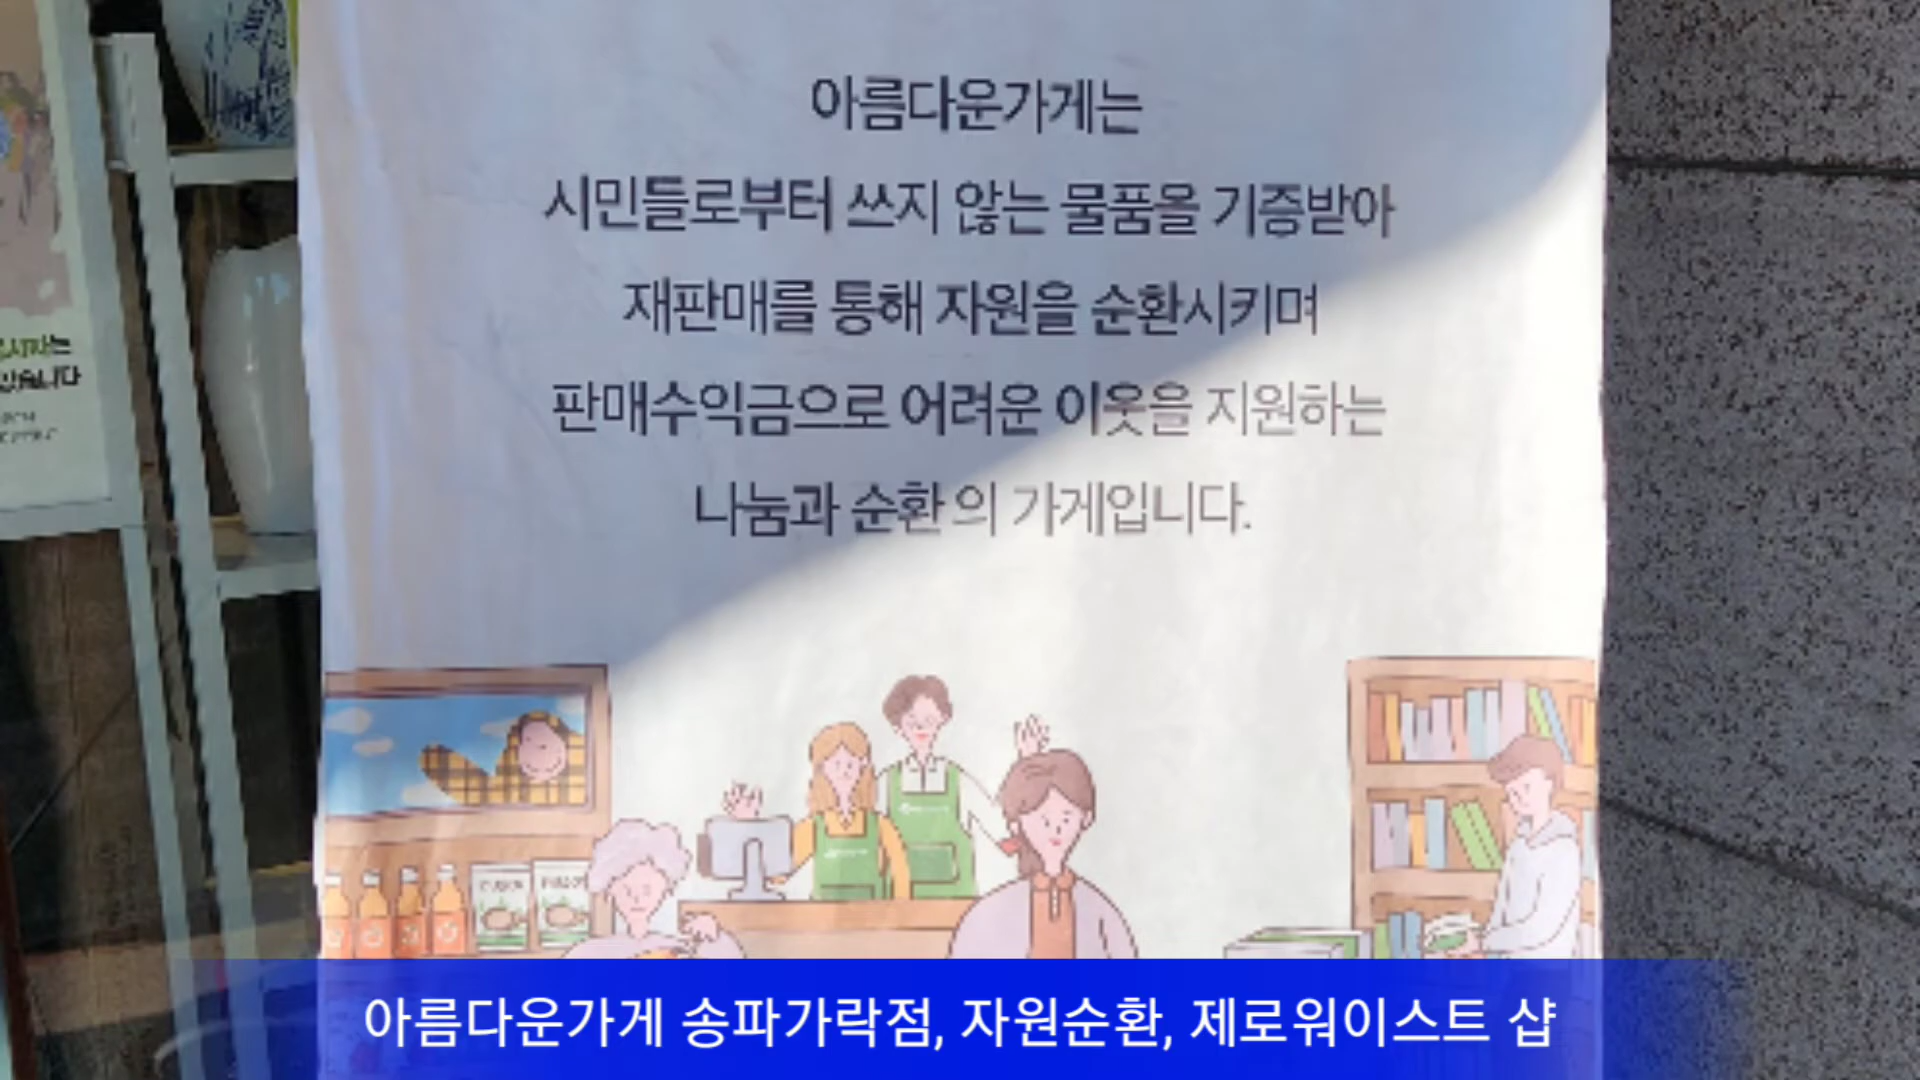 아름다운가게는
시민들로부터 쓰지 않는 물품을 기증받아
재판매를 통해 자원을 순환시키며
판매수익금으로 어려운 이웃을 지원하는
나눔과 순환의 가게입니다.
아름다운가게 송파가락점, 자원순환, 제로워이스트 샵